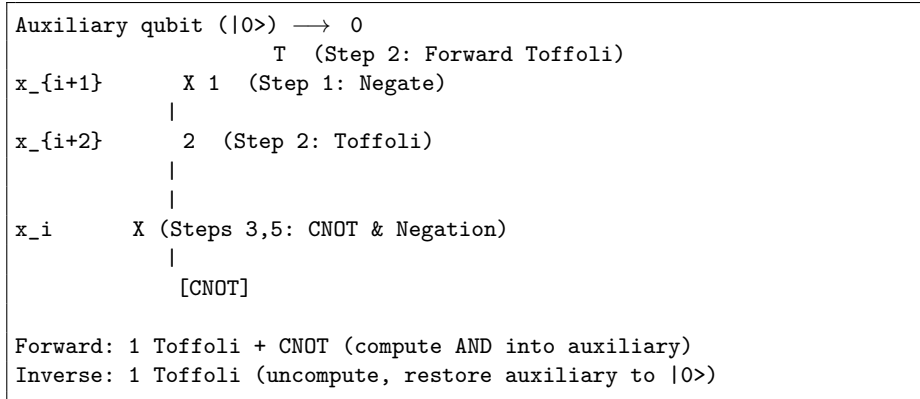 Auxiliary qubit (|0>) ⟶ 0
T (Step 2: Forward Toffoli)
x_{i+1} X 1 (Step 1: Negate)
|
x_{i+2} 2 (Step 2: Toffoli)
|
|
x_i X (Steps 3,5: CNOT & Negation)
|
[CNOT]
Forward: 1 Toffoli + CNOT (compute AND into auxiliary)
Inverse: 1 Toffoli (uncompute, restore auxiliary to |0>)